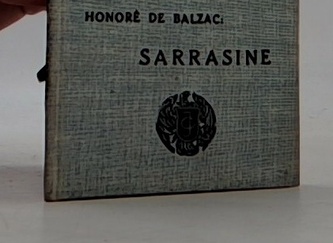 HONORÉ DE BALZAC:
SARRASINE